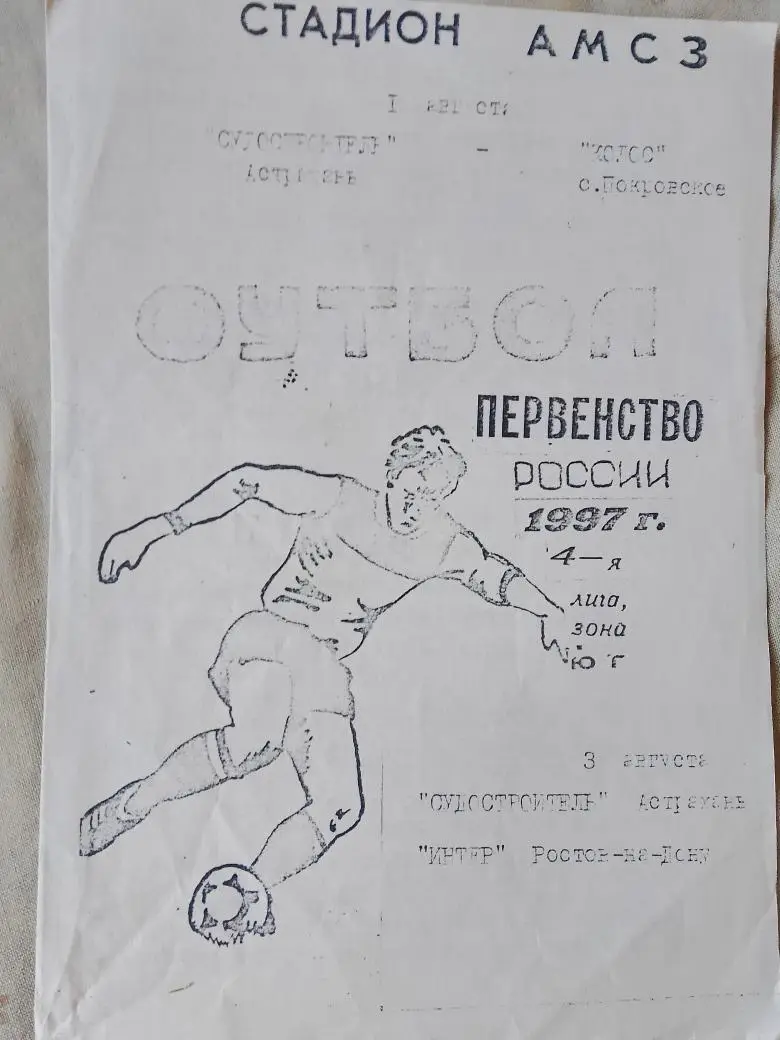 СТАДИОН АМСЗ
I августа
"СУДОСТРОИТЕЛЬ" - "КОЛОС"
Астрахань с.Покровское
ФУТБОЛ
ПЕРВЕНСТВО
РОССИИ
1997 г.
4-я
лига,
зона
ЮГ
3 августа
"СУДОСТРОИТЕЛЬ" Астрахань
"ИНТЕР" Ростов-на-Дону